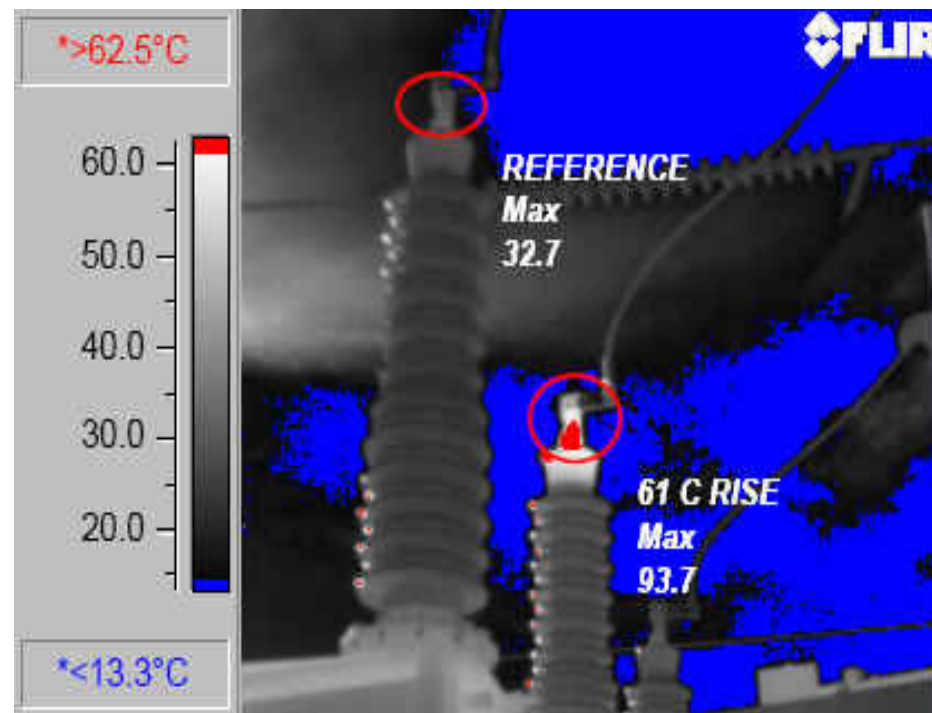 *>62.5°C
60.0
50.0
40.0
30.0
20.0
*<13.3°C
FLIR
REFERENCE
Max
32.7
61 C RISE
Max
93.7